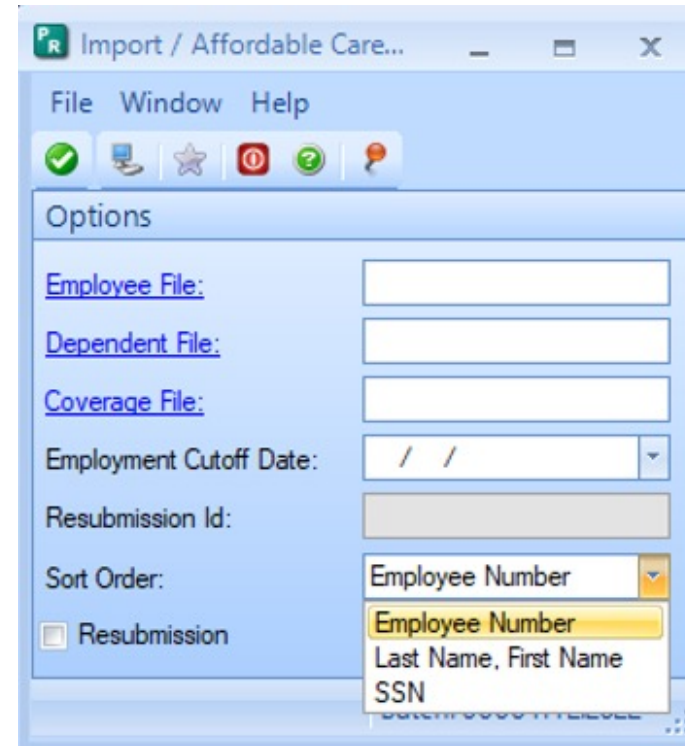 PR Import / Affordable Care...
File Window Help
Options
Employee File:
Dependent File:
Coverage File:
Employment Cutoff Date: / /
Resubmission Id:
Sort Order: Employee Number
Employee Number
Resubmission
Last Name, First Name
SSN